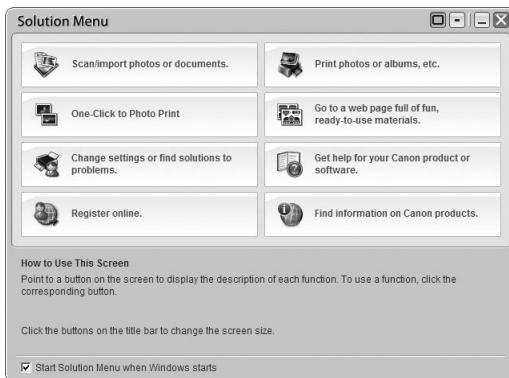 Solution Menu
Scan/import photos or documents.
Print photos or albums, etc.
One-Click to Photo Print
Go to a web page full of fun,
ready-to-use materials.
Change settings or find solutions to
problems.
Get help for your Canon product or
software.
Register online.
Find information on Canon products.
How to Use This Screen
Point to a button on the screen to display the description of each function. To use a function, click the
corresponding button.
Click the buttons on the title bar to change the screen size.
Start Solution Menu when Windows starts